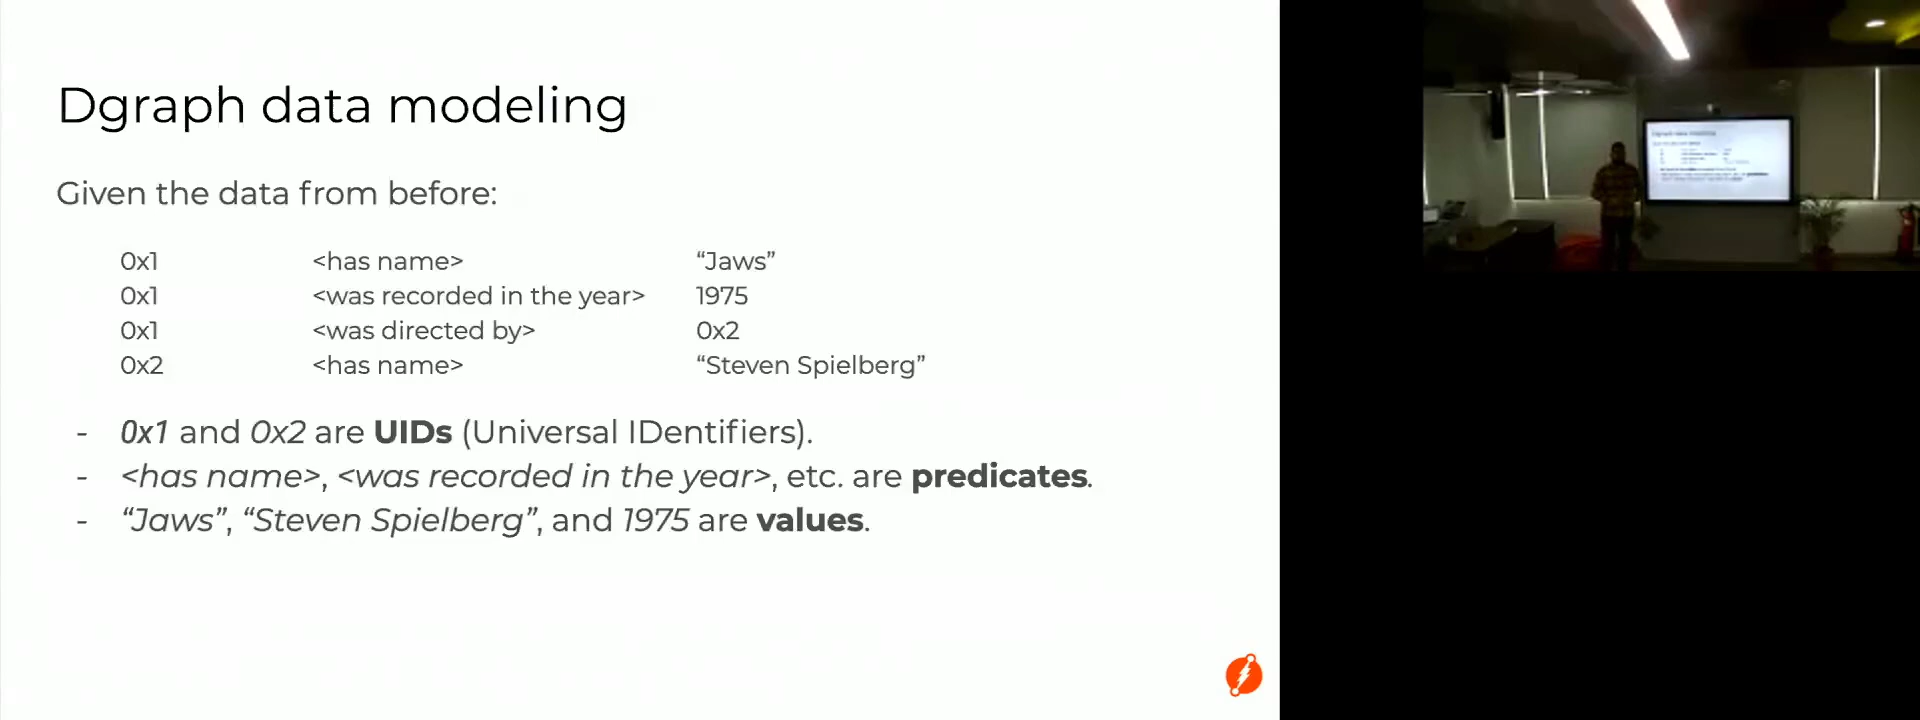 Dgraph data modeling
Given the data from before:
0x1 <has name> “Jaws”
0x1 <was recorded in the year> 1975
0x1 <was directed by> 0x2
0x2 <has name> “Steven Spielberg”
- 0x1 and 0x2 are UIDs (Universal IDentifiers).
- <has name>, <was recorded in the year>, etc. are predicates.
- “Jaws”, “Steven Spielberg”, and 1975 are values.